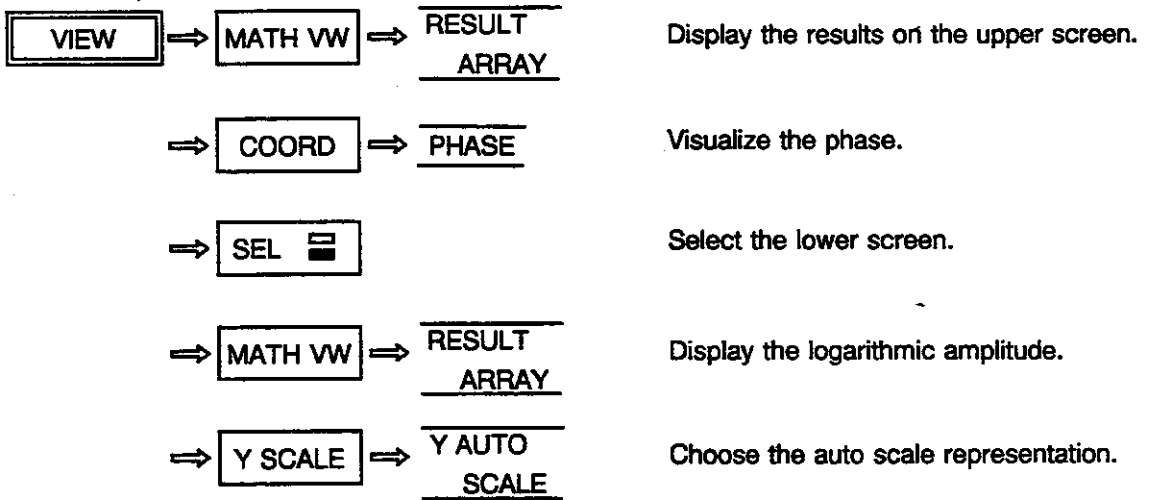 VIEW ⇒ MATH VW ⇒ RESULT ARRAY Display the results on the upper screen.
⇒ COORD ⇒ PHASE Visualize the phase.
⇒ SEL Select the lower screen.
⇒ MATH VW ⇒ RESULT ARRAY Display the logarithmic amplitude.
⇒ Y SCALE ⇒ Y AUTO SCALE Choose the auto scale representation.